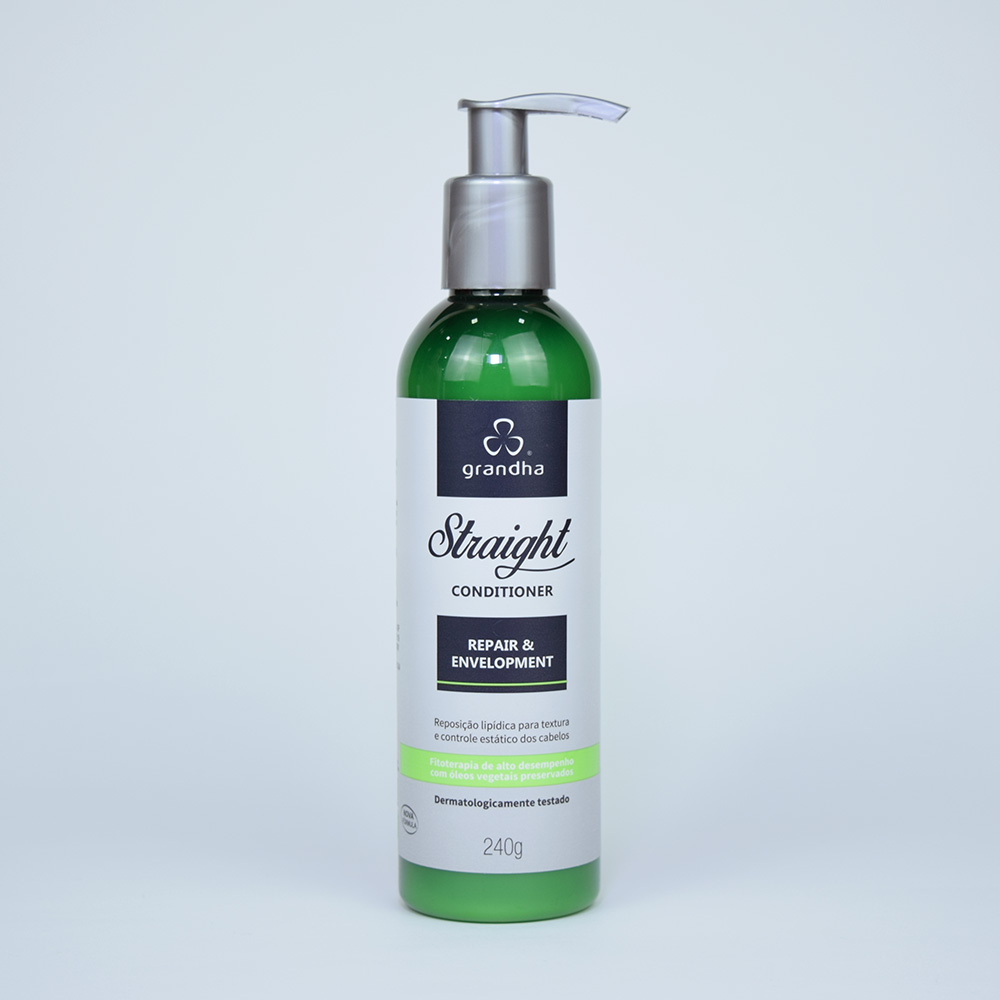 grandha
®
Straight
CONDITIONER
REPAIR &
ENVELOPMENT
Reposição lipídica para textura
e controle estático dos cabelos
Fitoterapia de alto desempenho
com óleos vegetais preservados
Dermatologicamente testado
NOVA
240g